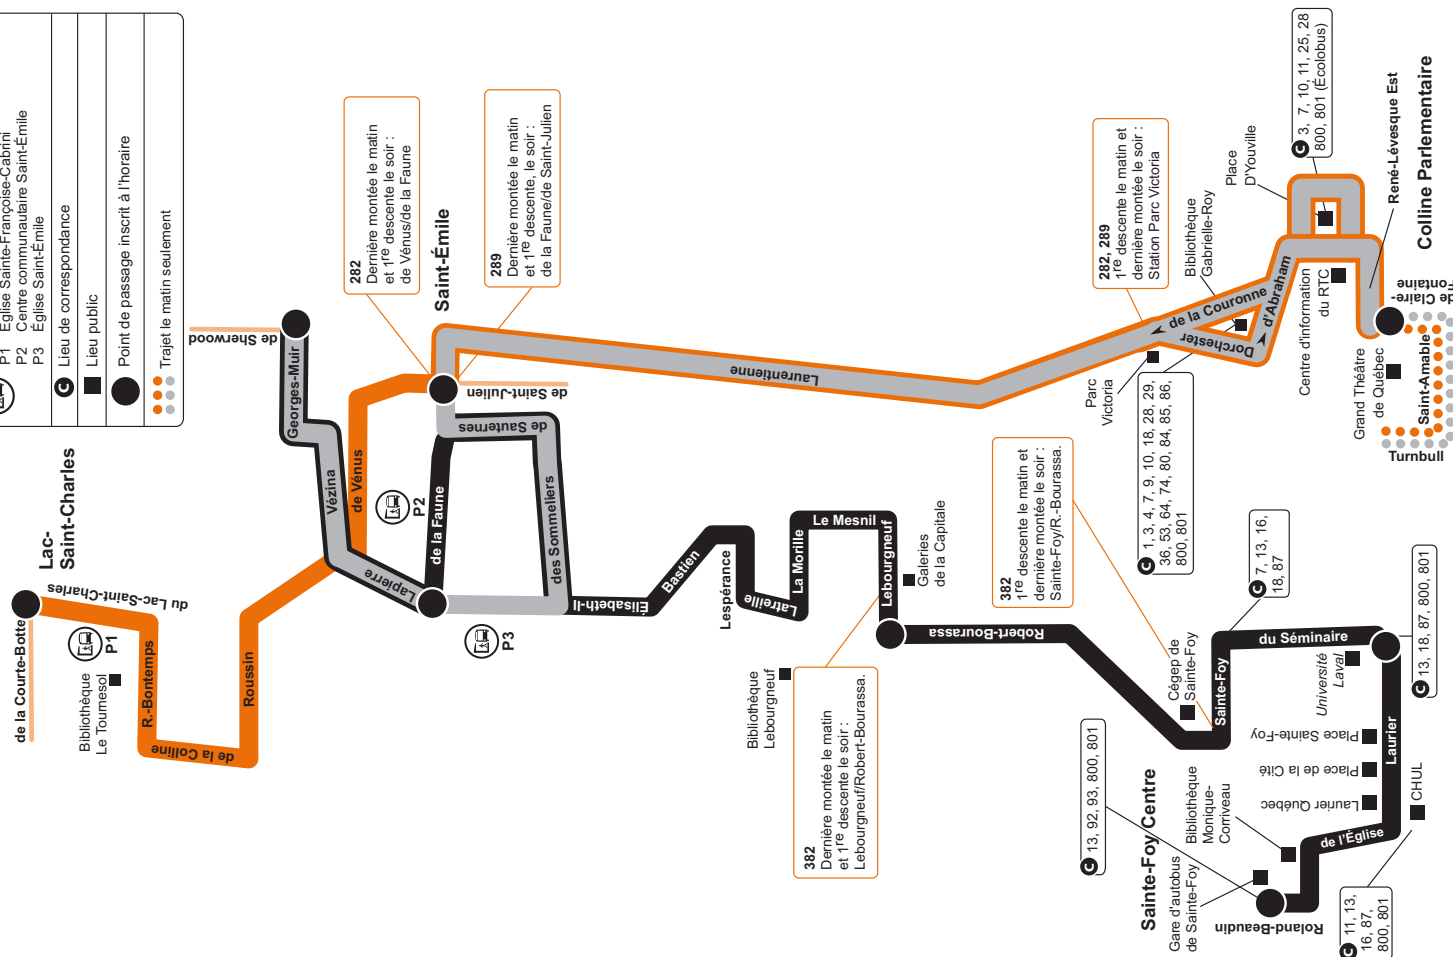 P1 Église Sainte-Françoise-Cabrini
P2 Centre communautaire Saint-Émile
P3 Église Saint-Émile
C Lieu de correspondance
Lieu public
Point de passage inscrit à l'horaire
Trajet le matin seulement
Lac-
Saint-Charles
de la Courte-Botte
du Lac-Saint-Charles
P1
Bibliothèque
Le Tournesol
R.-Bontemps
de la Colline
Roussin
de Vénus
de Sherwood
Georges-Muir
Vézina
Lapierre
P2
de la Faune
P3
282
Dernière montée le matin
et 1re descente le soir :
de Vénus/de la Faune
289
Dernière montée le matin
et 1re descente, le soir :
de la Faune/de Saint-Julien
Saint-Émile
de Saint-Julien
de Sauternes
des Sommeliers
Élisabeth-II
Bastien
Lespérance
Latreille
La Morille
Le Mesnil
Lebourgneuf
Galeries
de la Capitale
Bibliothèque
Lebourgneuf
382
Dernière montée le matin
et 1re descente le soir :
Lebourgneuf/Robert-Bourassa.
Robert-Bourassa
382
1re descente le matin et
dernière montée le soir :
Sainte-Foy/R.-Bourassa.
Cégep de
Sainte-Foy
Sainte-Foy
C 7, 13, 16,
18, 87
du Séminaire
Université
Laval
C 13, 18, 87, 800, 801
Laurier
Place Sainte-Foy
Place de la Cité
Laurier Québec
CHUL
de l'Église
C 11, 13,
16, 87,
800, 801
Sainte-Foy Centre
C 13, 92, 93, 800, 801
Bibliothèque
Monique-
Corriveau
Gare d'autobus
de Sainte-Foy
Roland-Beaudin
Laurentienne
282, 289
1re descente le matin et
dernière montée le soir :
Station Parc Victoria
Parc
Victoria
C 1, 3, 4, 7, 9, 10, 18, 28, 29,
36, 53, 64, 74, 80, 84, 85, 86,
800, 801
Bibliothèque
Gabrielle-Roy
de la Couronne
Dorchester
d'Abraham
Place
D'Youville
C 3, 7, 10, 11, 25, 28
800, 801 (Écolobus)
Centre d'information
du RTC
René-Lévesque Est
Colline Parlementaire
Grand Théâtre
de Québec
de Claire-
Fontaine
Saint-Amable
Turnbull